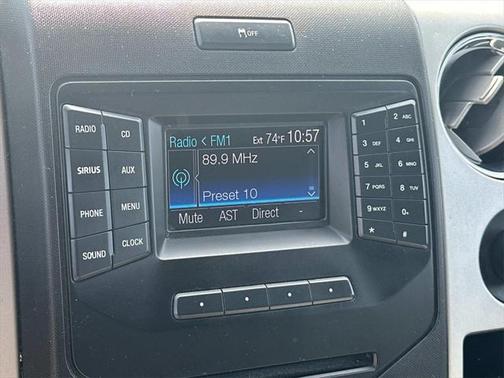 OFF
RADIO
CD
SIRIUS
AUX
PHONE
MENU
SOUND
CLOCK
Radio < FM1 Ext 74°F 10:57
89.9 MHz
Preset 10
Mute AST Direct -
1 2 ABC
3 DEF 4 GHI
5 JKL 6 MNO
7 PQRS 8 TUV
9 WXYZ 0+
* #